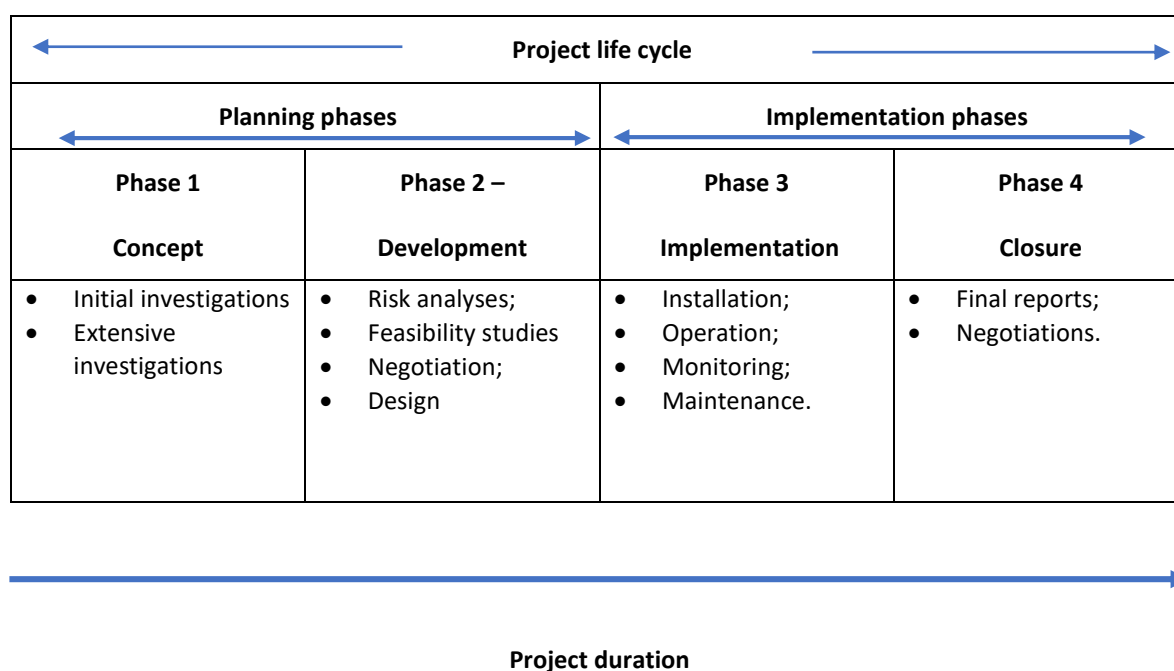 Project life cycle
Planning phases
Implementation phases
Phase 1
Concept
Phase 2 –
Development
Phase 3
Implementation
Phase 4
Closure
• Initial investigations
• Extensive
investigations
• Risk analyses;
• Feasibility studies
• Negotiation;
• Design
• Installation;
• Operation;
• Monitoring;
• Maintenance.
• Final reports;
• Negotiations.
Project duration